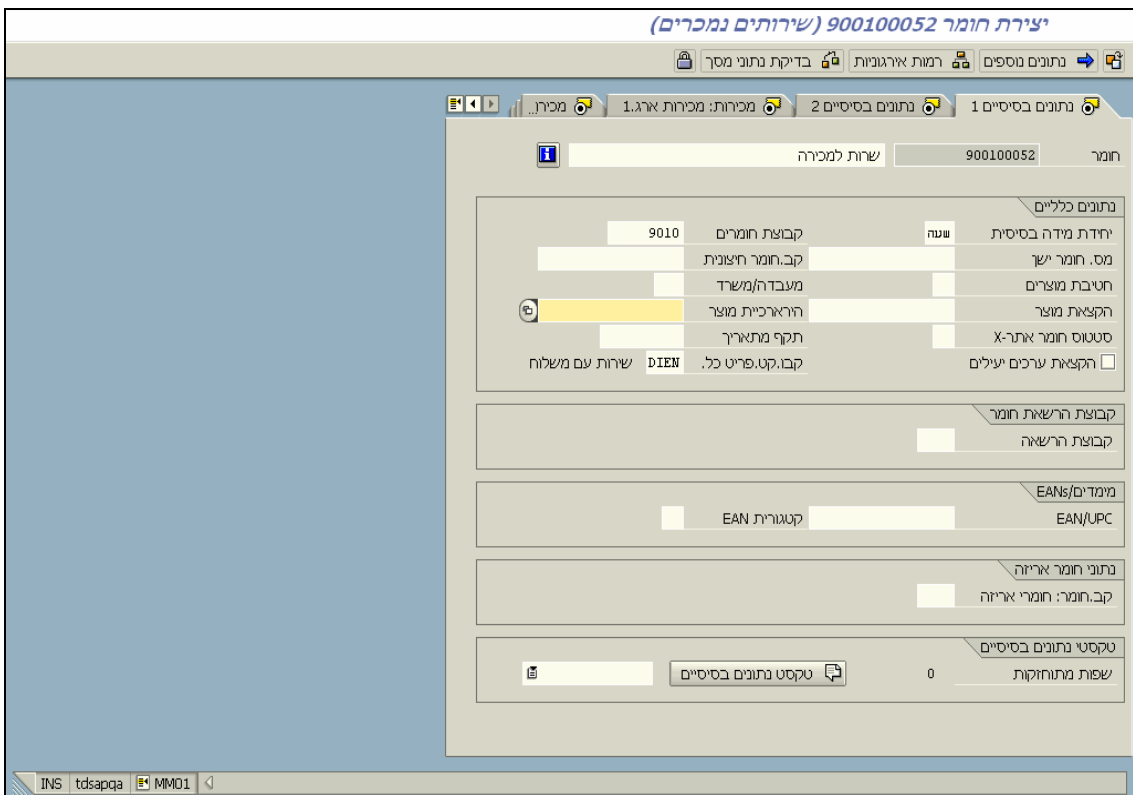 יצירת חומר 900100052 (שירותים נמכרים)
נתונים נוספים רמות אירגוניות בדיקת נתוני מסך
נתונים בסיסיים 1 נתונים בסיסיים 2 מכירות: מכירות ארג.1 מכירו...
חומר 900100052 שרות למכירה
נתונים כלליים
יחידת מידה בסיסית שעה קבוצת חומרים 9010
מס. חומר ישן קב.חומר חיצונית
חטיבת מוצרים מעבדה/משרד
הקצאת מוצר היררכיית מוצר
סטטוס חומר אתר-X תקף מתאריך
הקצאת ערכים יעילים קבו.קט.פריט כל. DIEN שירות עם משלוח
קבוצת הרשאת חומר
קבוצת הרשאה
מימדים/EANs
EAN/UPC קטגורית EAN
נתוני חומר אריזה
קב.חומר: חומרי אריזה
טקסטי נתונים בסיסיים
שפות מתוחזקות 0 טקסט נתונים בסיסיים
INS tdsapqa MM01